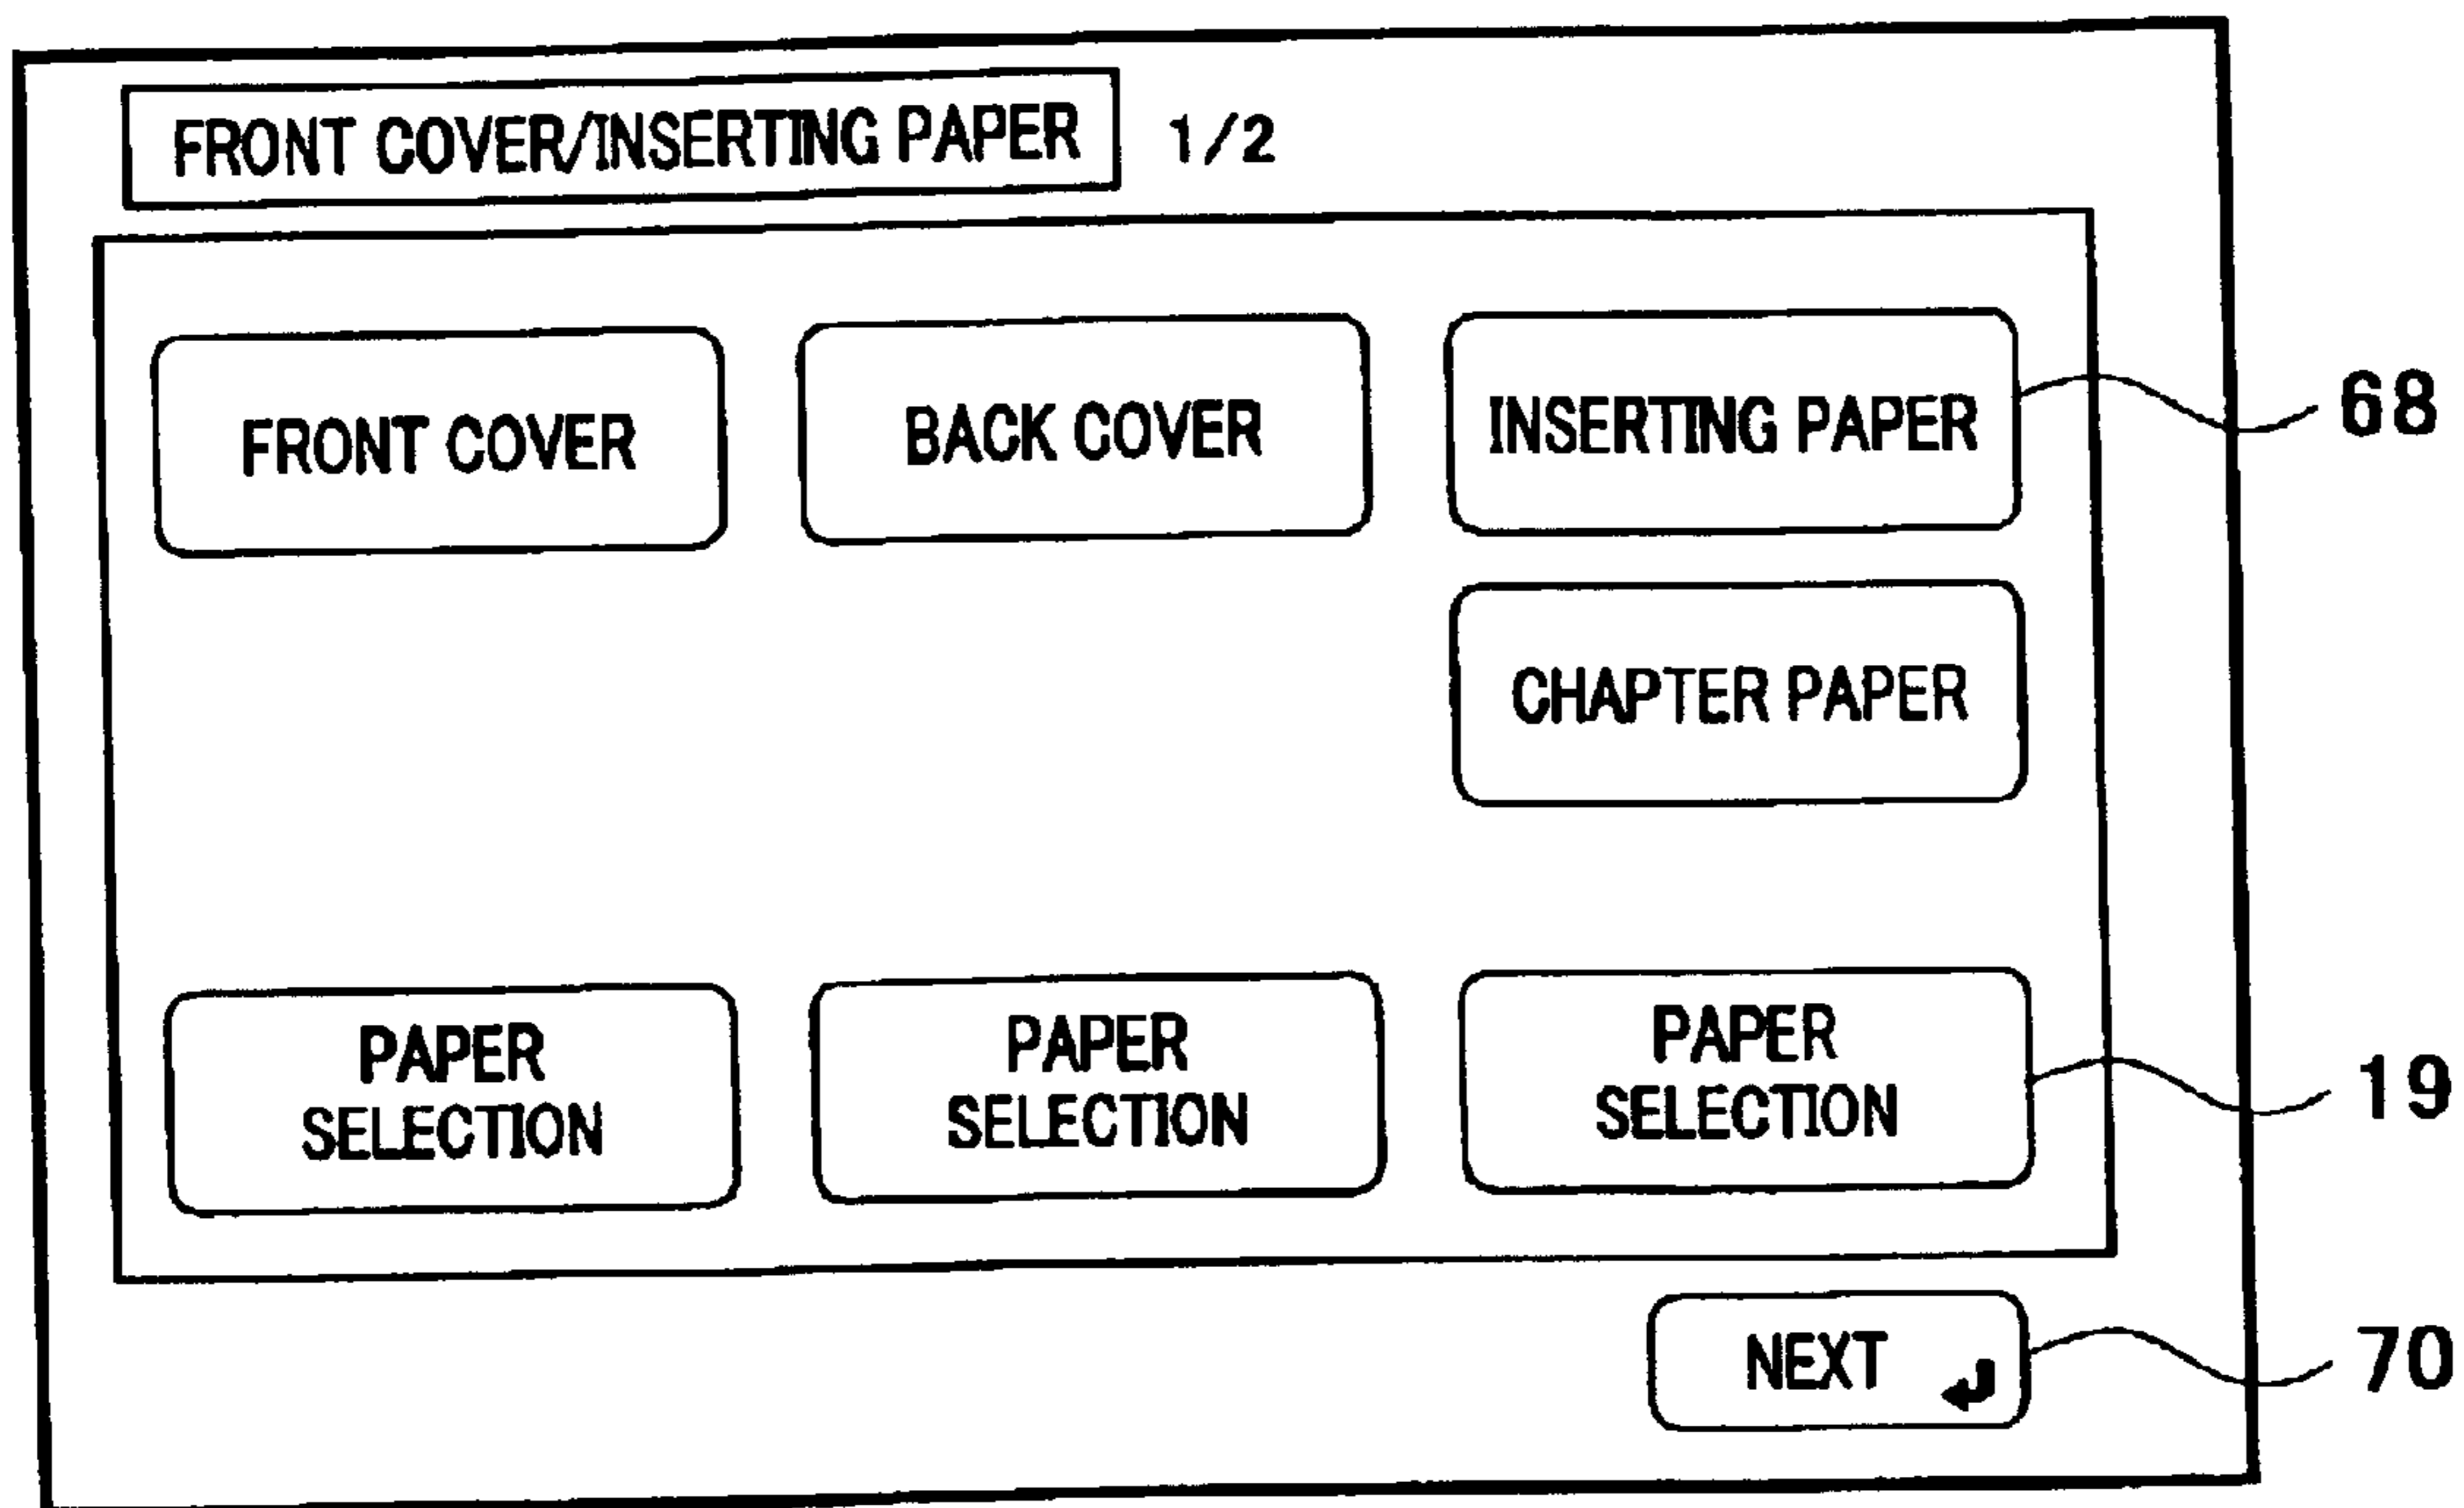 FRONT COVER/INSERTING PAPER 1/2
FRONT COVER
BACK COVER
INSERTING PAPER
68
CHAPTER PAPER
PAPER
SELECTION
PAPER
SELECTION
PAPER
SELECTION
19
NEXT
70